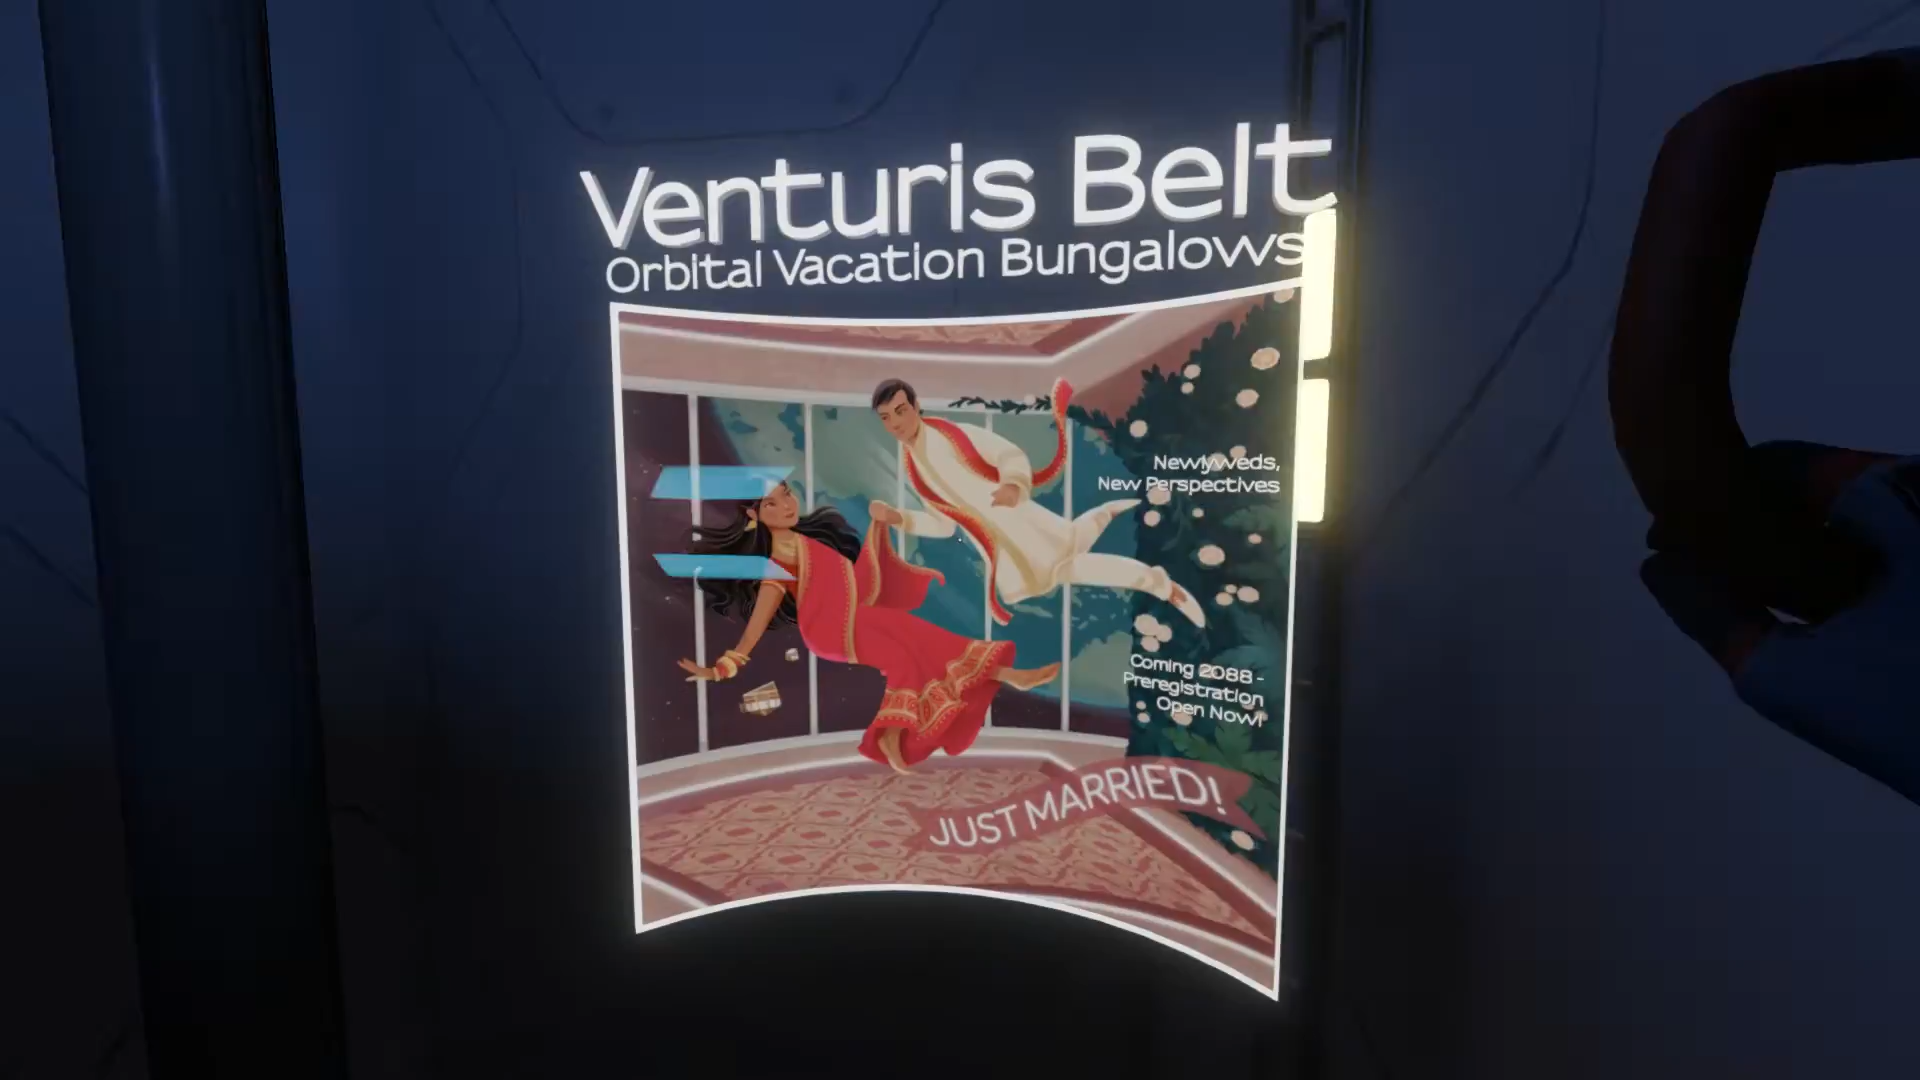 Venturis Belt
Orbital Vacation Bungalows
Newlyweds,
New Perspectives
Coming 2088 -
Preregistration
Open Now!
JUST MARRIED!